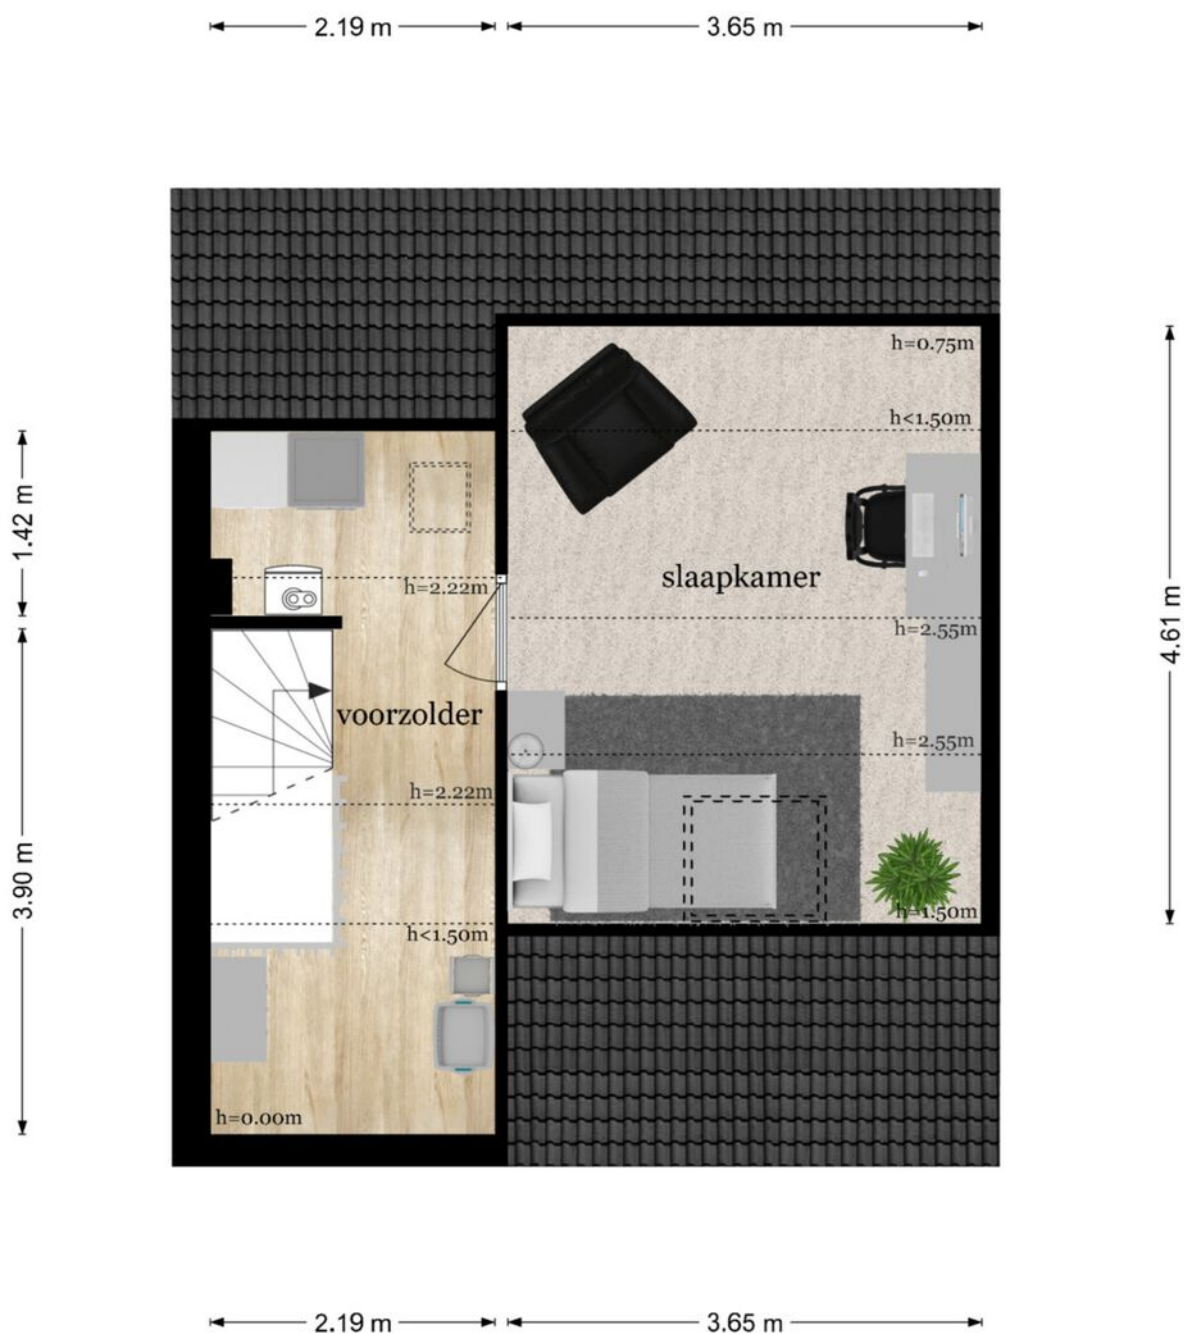 2.19 m
3.65 m
h=0.75m
h<1.50m
1.42 m
slaapkamer
h=2.22m
4.61 m
h=2.55m
voorzolder
h=2.55m
h=2.22m
3.90 m
h=1.50m
h<1.50m
h=0.00m
2.19 m
3.65 m